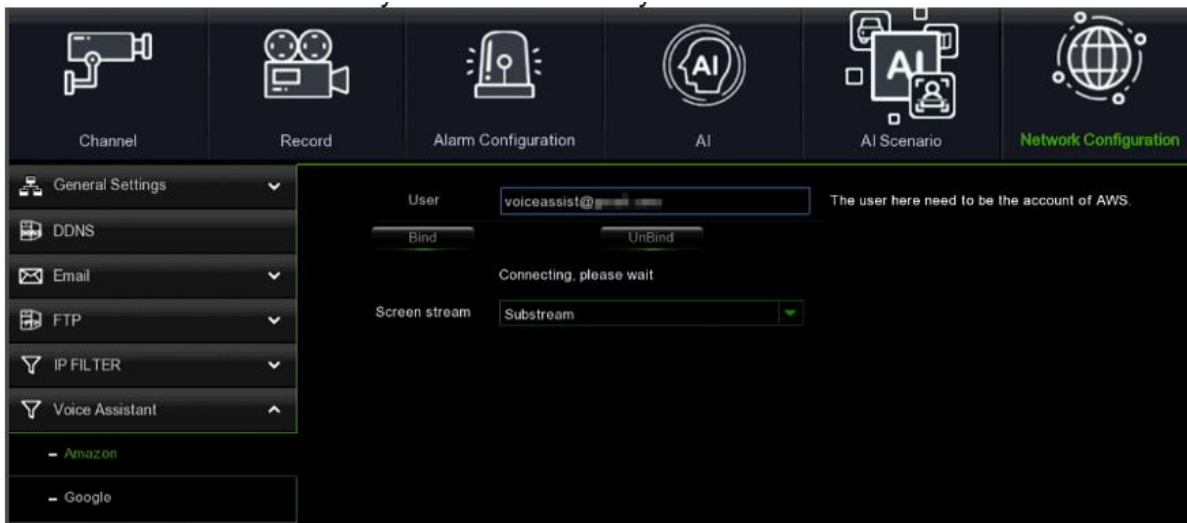 Channel
Record
Alarm Configuration
AI
AI
AI
AI Scenario
Network Configuration
General Settings
User
voiceassist@
The user here need to be the account of AWS.
DDNS
Bind
UnBind
Email
Connecting, please wait
FTP
Screen stream
Substream
IP FILTER
Voice Assistant
Amazon
Google